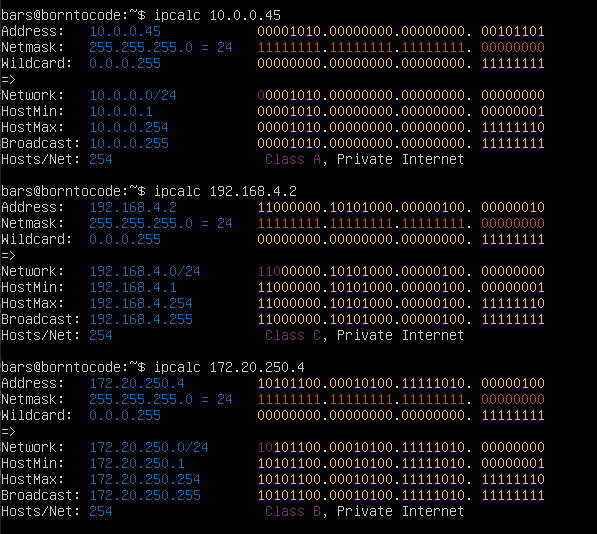 bars@borntocode:~$ ipcalc 10.0.0.45
Address:   10.0.0.45            00001010.00000000.00000000. 00101101
Netmask:   255.255.255.0 = 24   11111111.11111111.11111111. 00000000
Wildcard:  0.0.0.255            00000000.00000000.00000000. 11111111
=>
Network:   10.0.0.0/24          00001010.00000000.00000000. 00000000
HostMin:   10.0.0.1             00001010.00000000.00000000. 00000001
HostMax:   10.0.0.254           00001010.00000000.00000000. 11111110
Broadcast: 10.0.0.255           00001010.00000000.00000000. 11111111
Hosts/Net: 254                   Class A, Private Internet
bars@borntocode:~$ ipcalc 192.168.4.2
Address:   192.168.4.2          11000000.10101000.00000100. 00000010
Netmask:   255.255.255.0 = 24   11111111.11111111.11111111. 00000000
Wildcard:  0.0.0.255            00000000.00000000.00000000. 11111111
=>
Network:   192.168.4.0/24       11000000.10101000.00000100. 00000000
HostMin:   192.168.4.1          11000000.10101000.00000100. 00000001
HostMax:   192.168.4.254        11000000.10101000.00000100. 11111110
Broadcast: 192.168.4.255        11000000.10101000.00000100. 11111111
Hosts/Net: 254                   Class C, Private Internet
bars@borntocode:~$ ipcalc 172.20.250.4
Address:   172.20.250.4         10101100.00010100.11111010. 00000100
Netmask:   255.255.255.0 = 24   11111111.11111111.11111111. 00000000
Wildcard:  0.0.0.255            00000000.00000000.00000000. 11111111
=>
Network:   172.20.250.0/24      10101100.00010100.11111010. 00000000
HostMin:   172.20.250.1         10101100.00010100.11111010. 00000001
HostMax:   172.20.250.254       10101100.00010100.11111010. 11111110
Broadcast: 172.20.250.255       10101100.00010100.11111010. 11111111
Hosts/Net: 254                   Class B, Private Internet